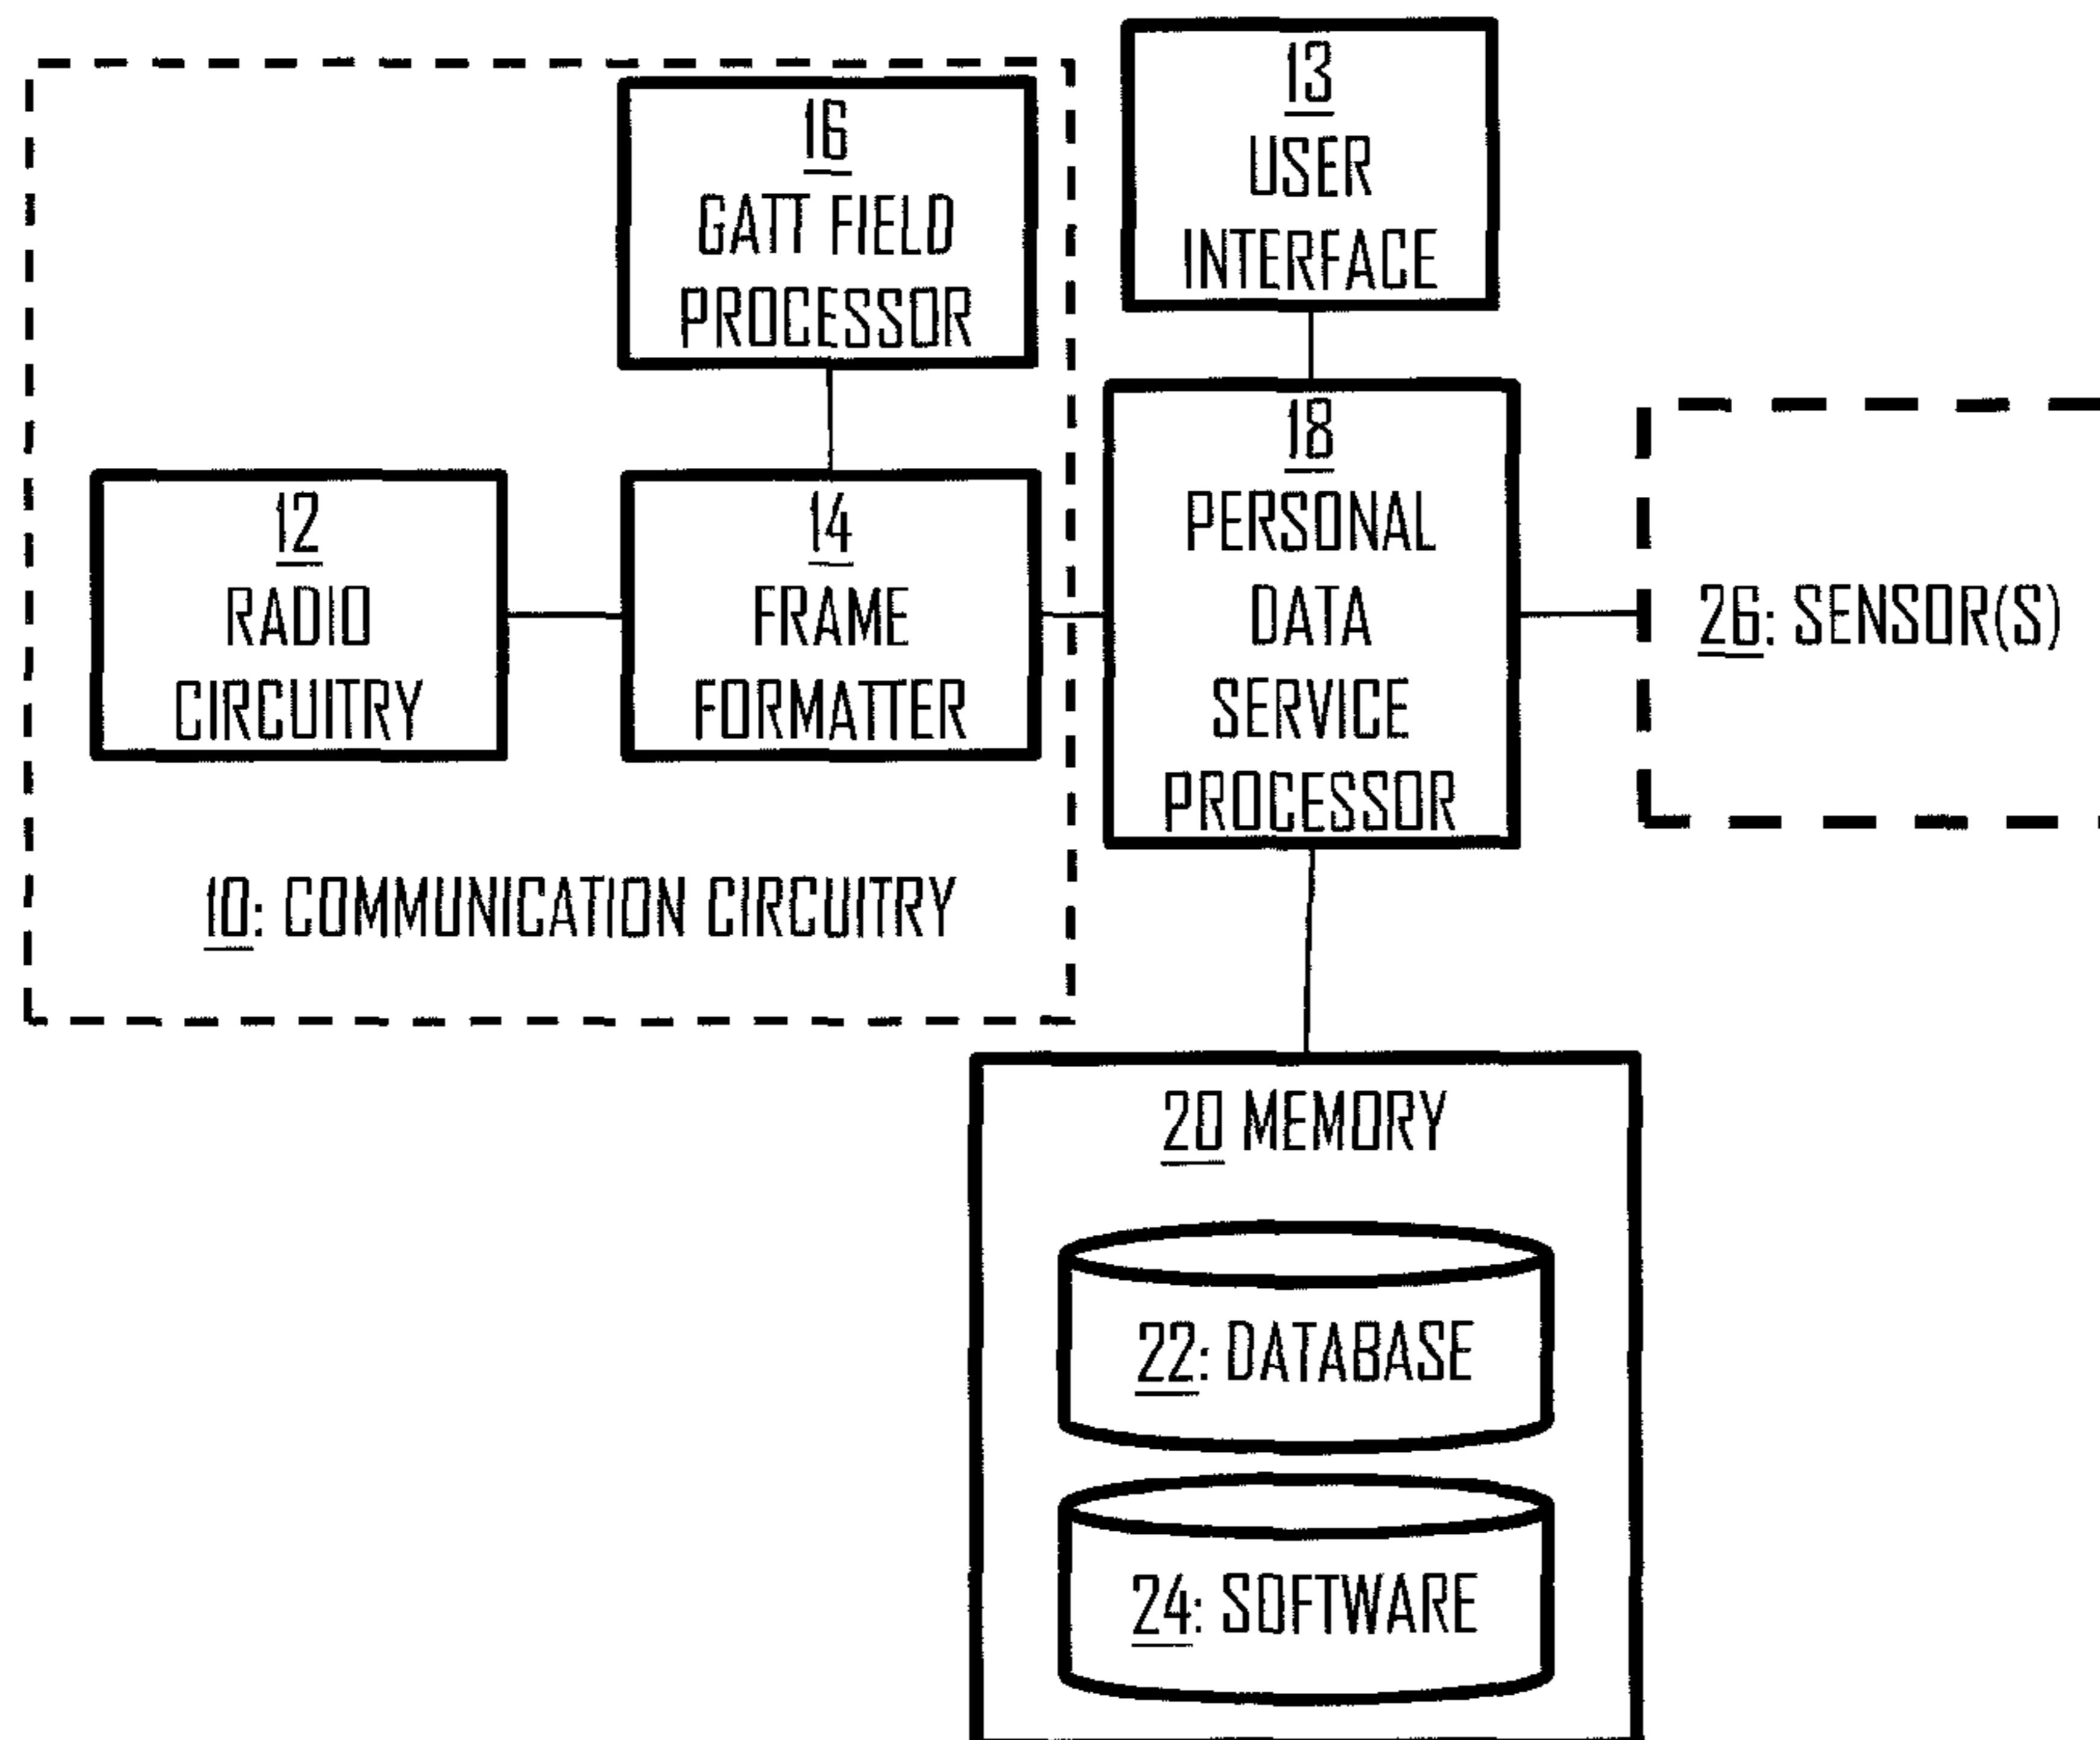 16
GATT FIELD
PROCESSOR
13
USER
INTERFACE
12
RADIO
CIRCUITRY
14
FRAME
FORMATTER
18
PERSONAL
DATA
SERVICE
PROCESSOR
26: SENSOR(S)
10: COMMUNICATION CIRCUITRY
20 MEMORY
22: DATABASE
24: SOFTWARE